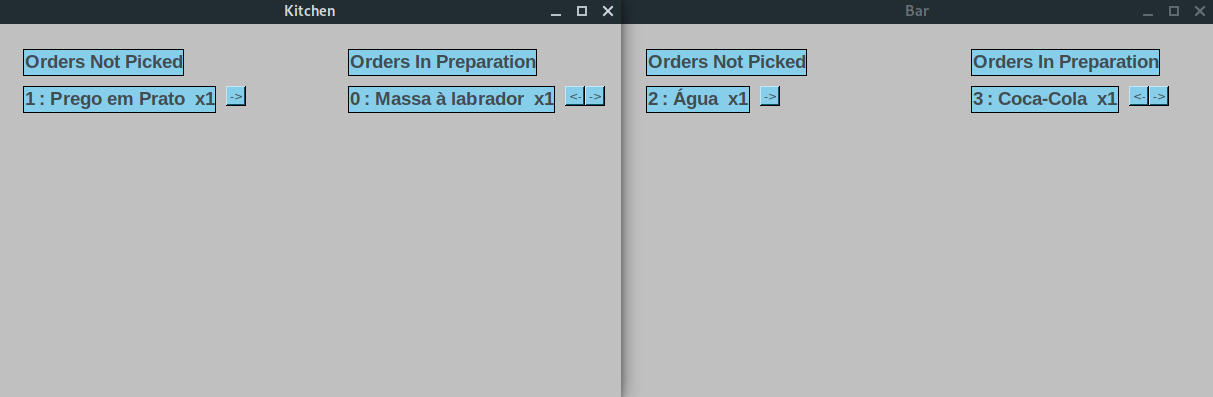 Kitchen
Orders Not Picked
Orders In Preparation
1 : Prego em Prato  x1 ->
0 : Massa à labrador  x1 <- ->
Bar
Orders Not Picked
Orders In Preparation
2 : Água  x1 ->
3 : Coca-Cola  x1 <- ->